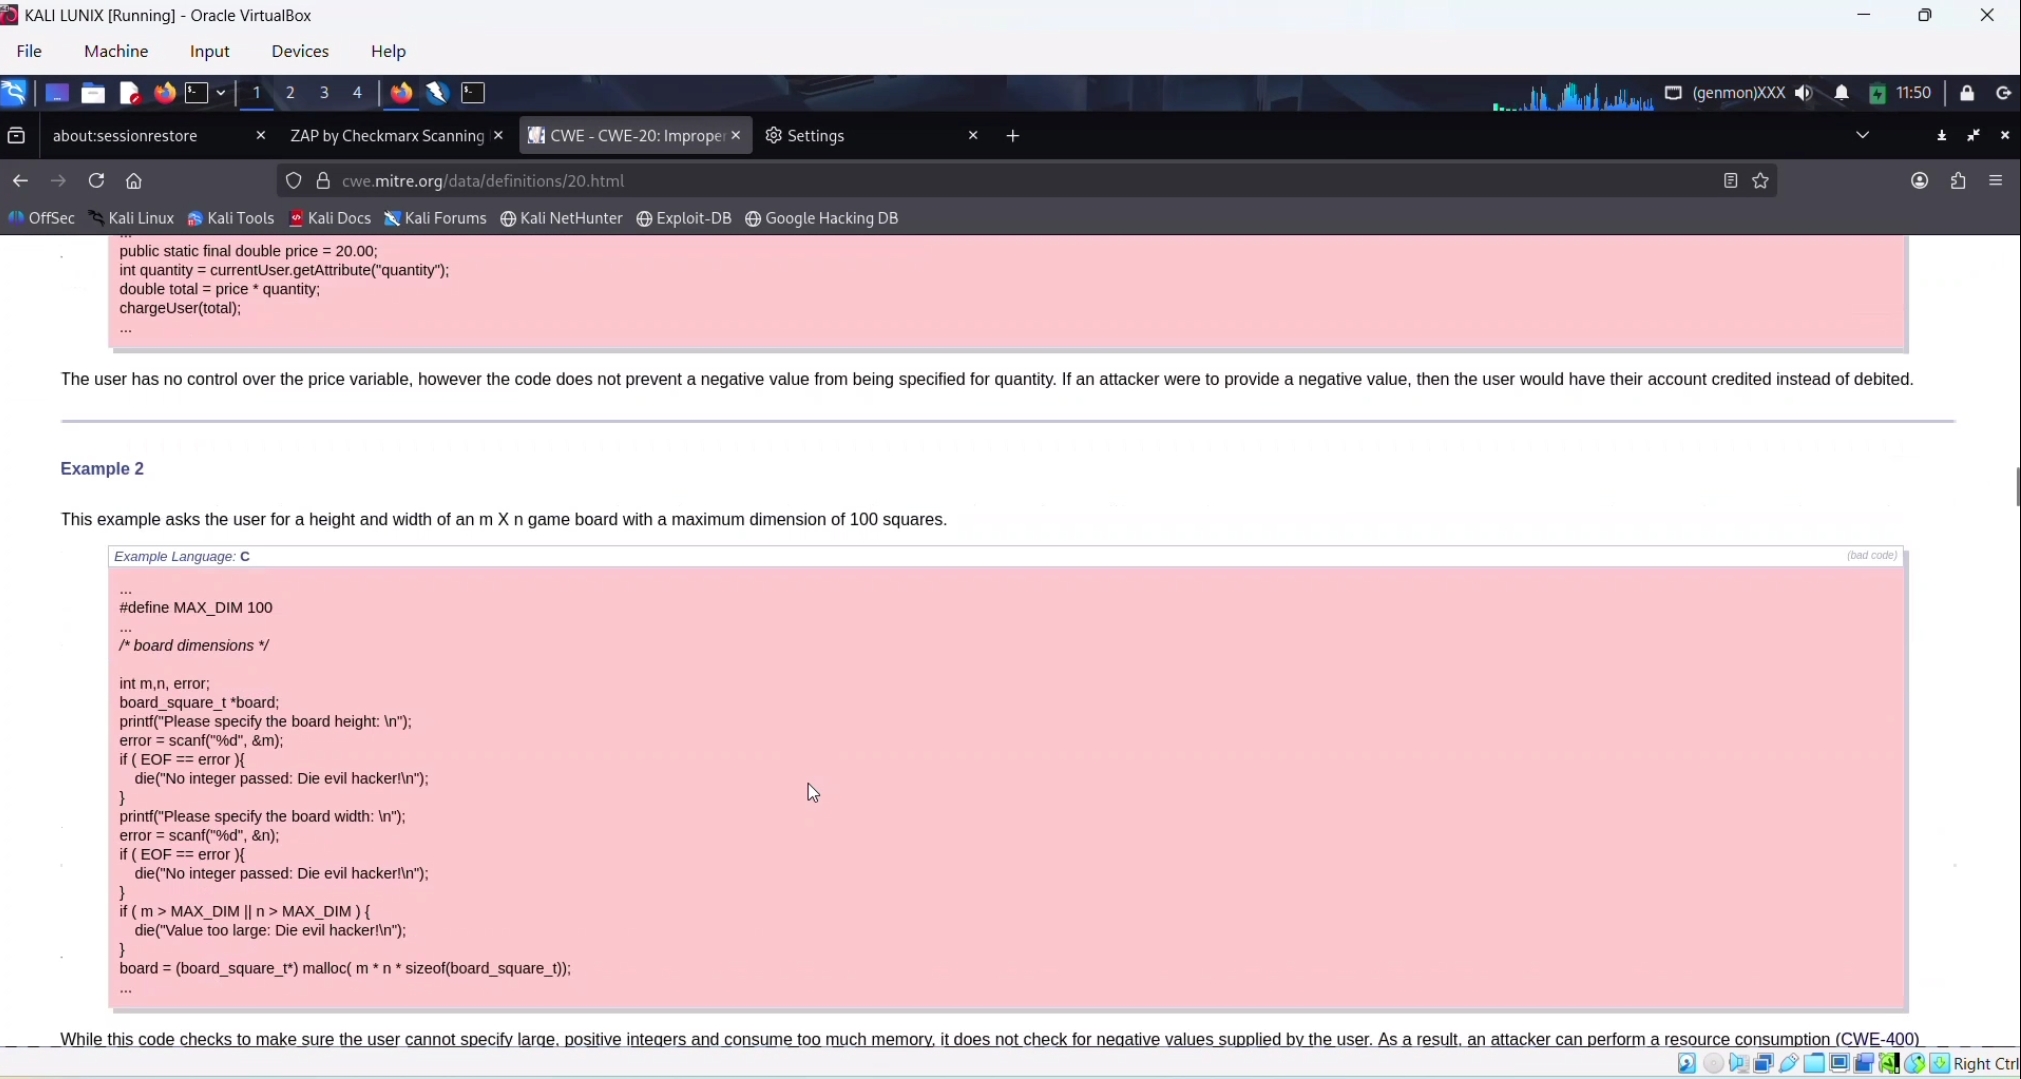 KALI LUNIX [Running] - Oracle VirtualBox
File Machine Input Devices Help
1 2 3 4 (genmon)XXX 11:50
about:sessionrestore ZAP by Checkmarx Scanning CWE - CWE-20: Improper Settings
cwe.mitre.org/data/definitions/20.html
OffSec Kali Linux Kali Tools Kali Docks Kali Forums Kali NetHunter Exploit-DB Google Hacking DB
...
public static final double price = 20.00;
int quantity = currentUser.getAttribute("quantity");
double total = price * quantity;
chargeUser(total);
...
The user has no control over the price variable, however the code does not prevent a negative value from being specified for quantity. If an attacker were to provide a negative value, then the user would have their account credited instead of debited.
Example 2
This example asks the user for a height and width of an m X n game board with a maximum dimension of 100 squares.
Example Language: C (bad code)
...
#define MAX_DIM 100
...
/* board dimensions */
int m,n, error;
board_square_t *board;
printf("Please specify the board height: \n");
error = scanf("%d", &m);
if ( EOF == error ){
die("No integer passed: Die evil hacker!\n");
}
printf("Please specify the board width: \n");
error = scanf("%d", &n);
if ( EOF == error ){
die("No integer passed: Die evil hacker!\n");
}
if ( m > MAX_DIM || n > MAX_DIM ) {
die("Value too large: Die evil hacker!\n");
}
board = (board_square_t*) malloc( m * n * sizeof(board_square_t));
...
While this code checks to make sure the user cannot specify large, positive integers and consume too much memory, it does not check for negative values supplied by the user. As a result, an attacker can perform a resource consumption (CWE-400)
Right Ctrl